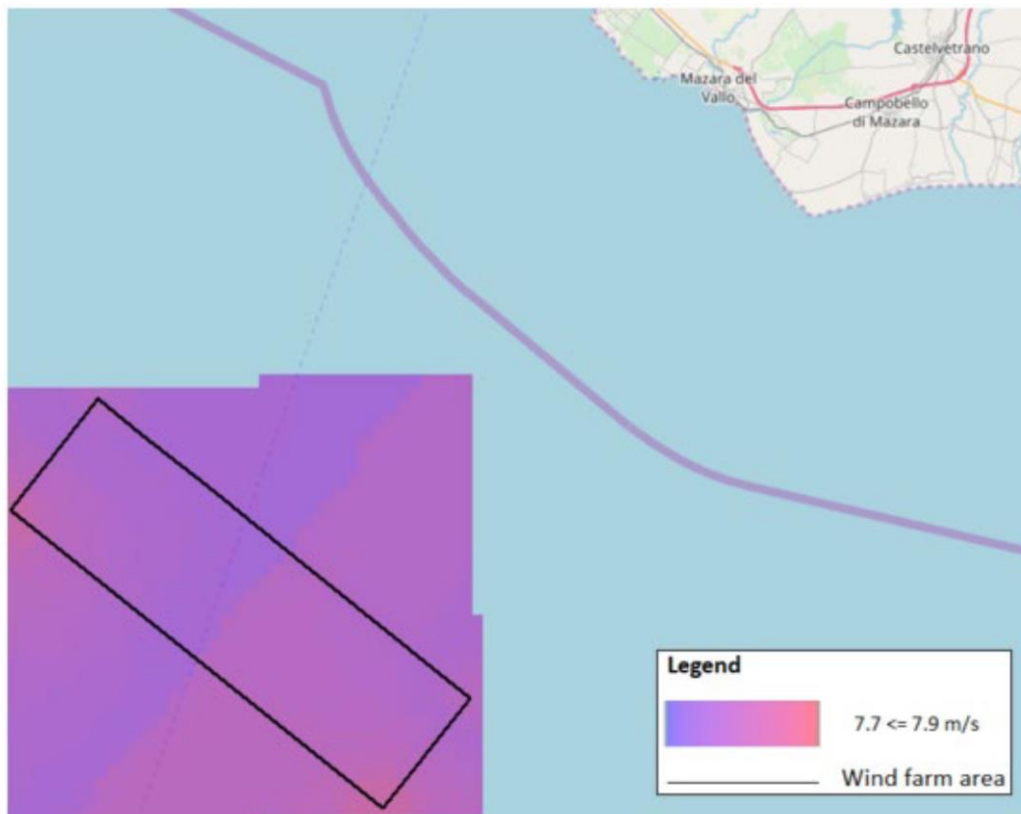 Castelvetrano
Mazara del
Vallo
Campobello
di Mazara
Legend
7.7 <= 7.9 m/s
Wind farm area